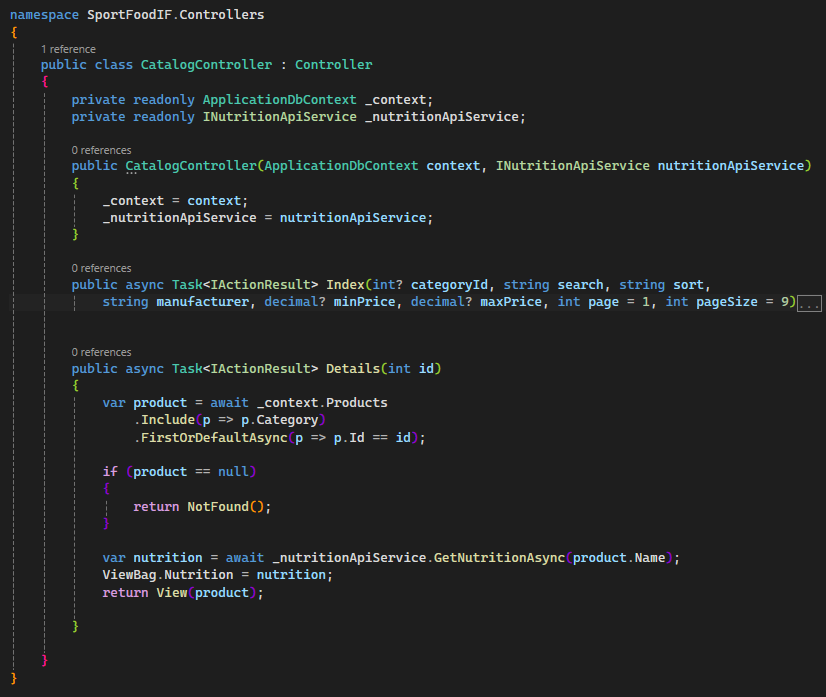 namespace SportFoodIF.Controllers
{
1 reference
public class CatalogController : Controller
{
private readonly ApplicationDbContext _context;
private readonly INutritionApiService _nutritionApiService;
0 references
public CatalogController(ApplicationDbContext context, INutritionApiService nutritionApiService)
{
_context = context;
_nutritionApiService = nutritionApiService;
}
0 references
public async Task<IActionResult> Index(int? categoryId, string search, string sort,
string manufacturer, decimal? minPrice, decimal? maxPrice, int page = 1, int pageSize = 9)...
0 references
public async Task<IActionResult> Details(int id)
{
var product = await _context.Products
.Include(p => p.Category)
.FirstOrDefaultAsync(p => p.Id == id);
if (product == null)
{
return NotFound();
}
var nutrition = await _nutritionApiService.GetNutritionAsync(product.Name);
ViewBag.Nutrition = nutrition;
return View(product);
}
}
}